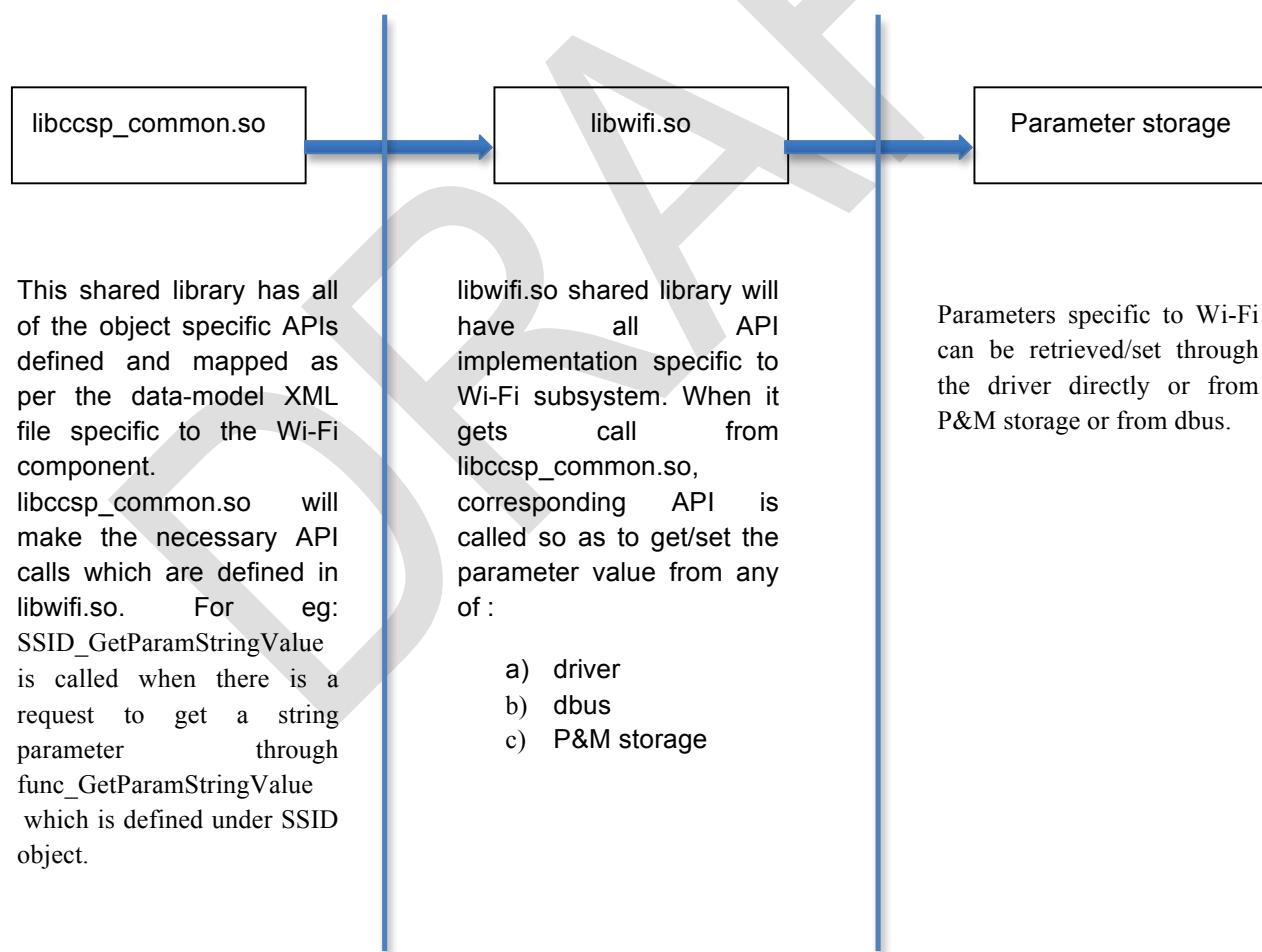 libccsp_common.so
libwifi.so
Parameter storage
This shared library has all
of the object specific APIs
defined and mapped as
per the data-model XML
file specific to the Wi-Fi
component.
libccsp_common.so will
make the necessary API
calls which are defined in
libwifi.so. For eg:
SSID_GetParamStringValue
is called when there is a
request to get a string
parameter through
func_GetParamStringValue
which is defined under SSID
object.
libwifi.so shared library will
have all API
implementation specific to
Wi-Fi subsystem. When it
gets call from
libccsp_common.so,
corresponding API is
called so as to get/set the
parameter value from any
of :
a) driver
b) dbus
c) P&M storage
Parameters specific to Wi-Fi
can be retrieved/set through
the driver directly or from
P&M storage or from dbus.